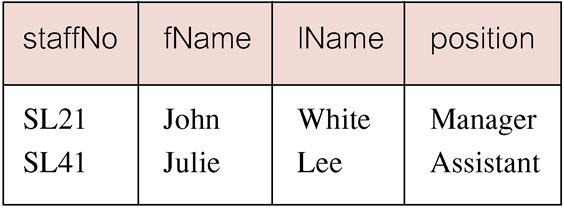 staffNo fName lName position
SL21 John White Manager
SL41 Julie Lee Assistant